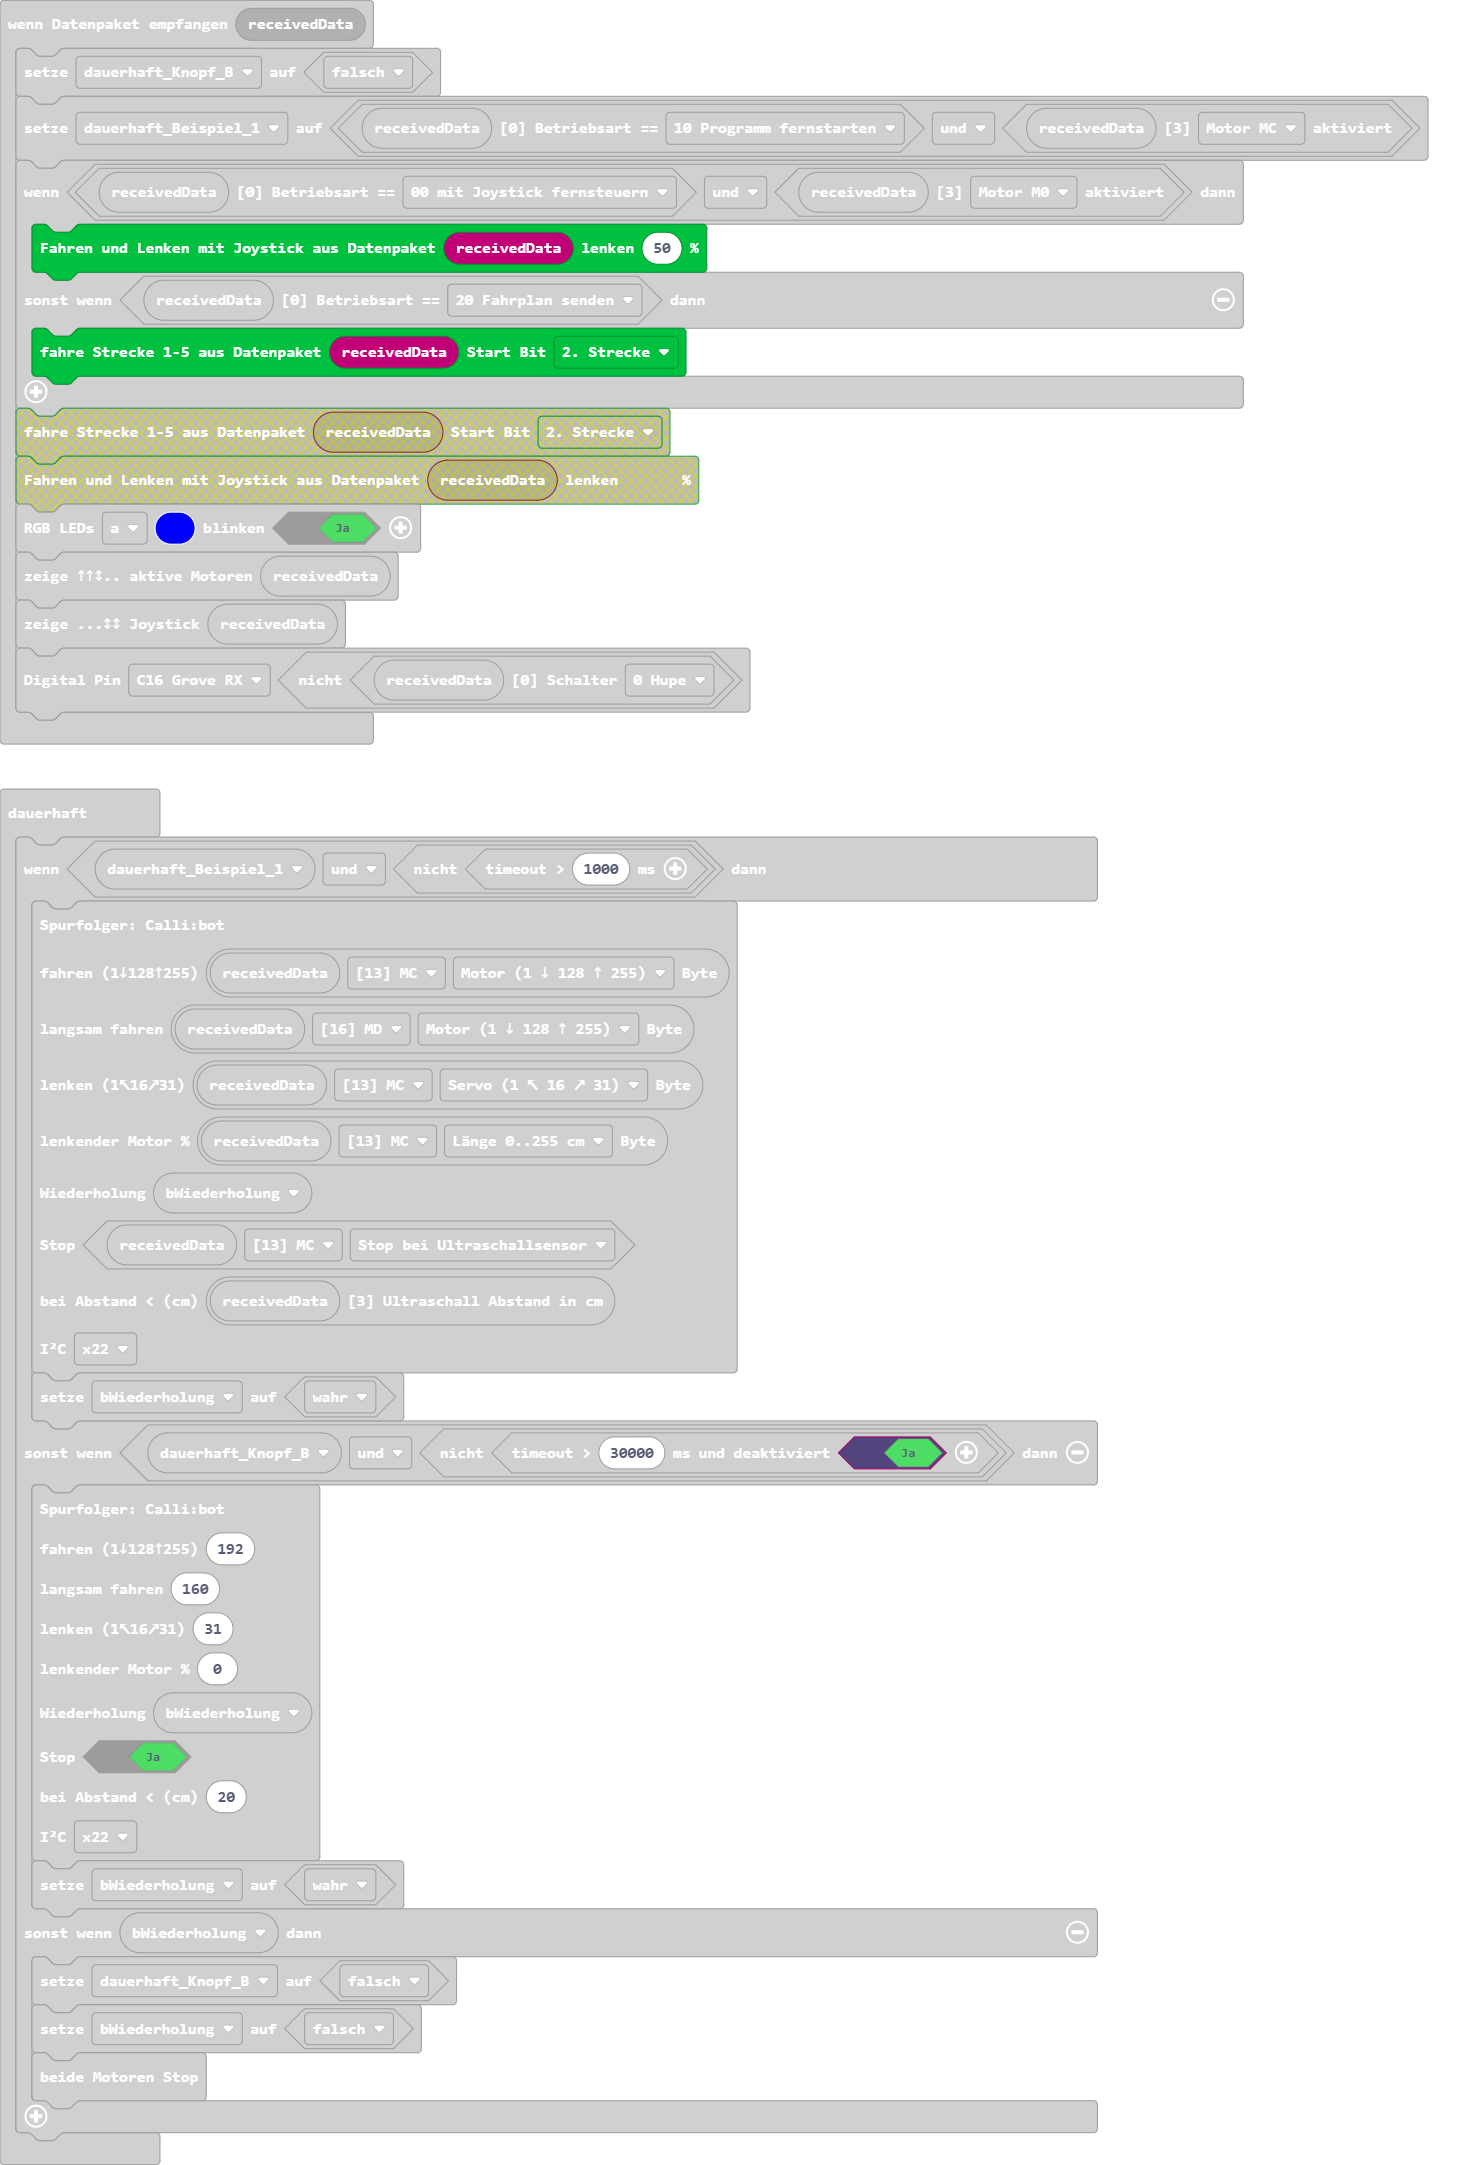 wenn Datenpaket empfangen receivedData
setze dauerhaft_Knopf_B auf falsch
setze dauerhaft_Beispiel_1 auf receivedData [0] Betriebsart == 10 Programm fernstarten und receivedData [3] Motor MC aktiviert
wenn receivedData [0] Betriebsart == 00 mit Joystick fernsteuern und receivedData [3] Motor M0 aktiviert dann
Fahren und Lenken mit Joystick aus Datenpaket receivedData lenken 50 %
sonst wenn receivedData [0] Betriebsart == 20 Fahrplan senden dann
fahre Strecke 1-5 aus Datenpaket receivedData Start Bit 2. Strecke
fahre Strecke 1-5 aus Datenpaket receivedData Start Bit 2. Strecke
Fahren und Lenken mit Joystick aus Datenpaket receivedData lenken %
RGB LEDs a blinken Ja
zeige ↑↑↕.. aktive Motoren receivedData
zeige ...↕↕ Joystick receivedData
Digital Pin C16 Grove RX nicht receivedData [0] Schalter 0 Hupe
dauerhaft
wenn dauerhaft_Beispiel_1 und nicht timeout > 1000 ms dann
Spurfolger: Calli:bot
fahren (1↓128↑255) receivedData [13] MC Motor (1 ↓ 128 ↑ 255) Byte
langsam fahren receivedData [16] MD Motor (1 ↓ 128 ↑ 255) Byte
lenken (1↖16↗31) receivedData [13] MC Servo (1 ↖ 16 ↗ 31) Byte
lenkender Motor % receivedData [13] MC Länge 0..255 cm Byte
Wiederholung bWiederholung
Stop receivedData [13] MC Stop bei Ultraschallsensor
bei Abstand < (cm) receivedData [3] Ultraschall Abstand in cm
I²C x22
setze bWiederholung auf wahr
sonst wenn dauerhaft_Knopf_B und nicht timeout > 30000 ms und deaktiviert Ja dann
Spurfolger: Calli:bot
fahren (1↓128↑255) 192
langsam fahren 160
lenken (1↖16↗31) 31
lenkender Motor % 0
Wiederholung bWiederholung
Stop Ja
bei Abstand < (cm) 20
I²C x22
setze bWiederholung auf wahr
sonst wenn bWiederholung dann
setze dauerhaft_Knopf_B auf falsch
setze bWiederholung auf falsch
beide Motoren Stop